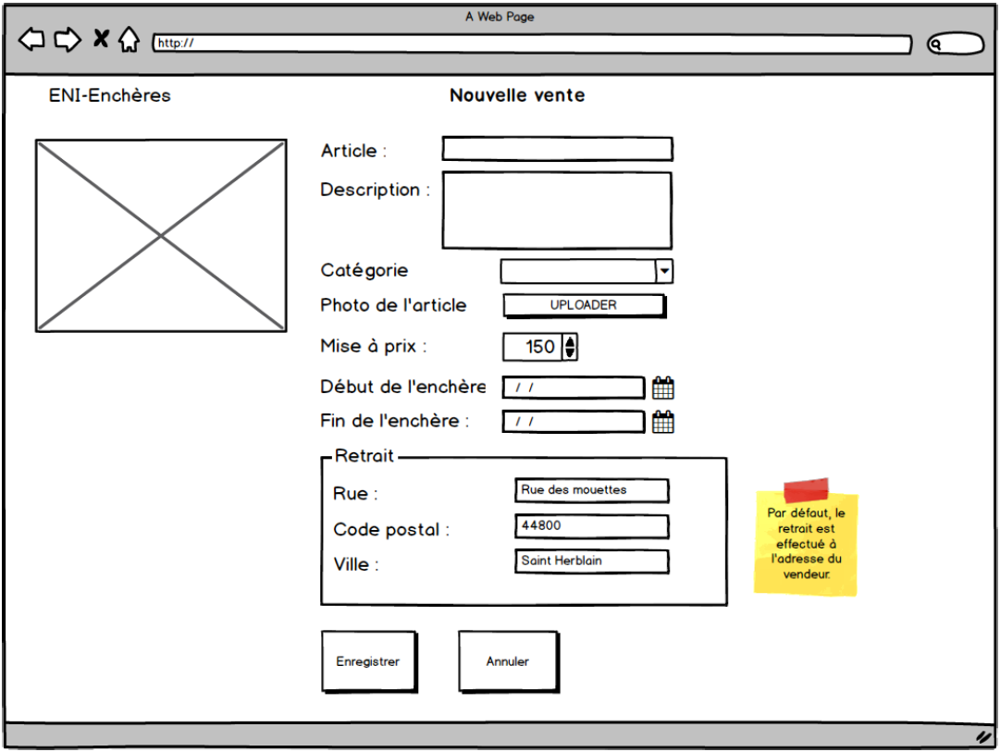 A Web Page
http://
ENI-Enchères
Nouvelle vente
Article :
Description :
Catégorie
Photo de l'article
UPLOADER
Mise à prix :
150
Début de l'enchère
/ /
Fin de l'enchère :
/ /
Retrait
Rue :
Rue des mouettes
Code postal :
44800
Ville :
Saint Herblain
Par défaut, le
retrait est
effectué à
l'adresse du
vendeur.
Enregistrer
Annuler